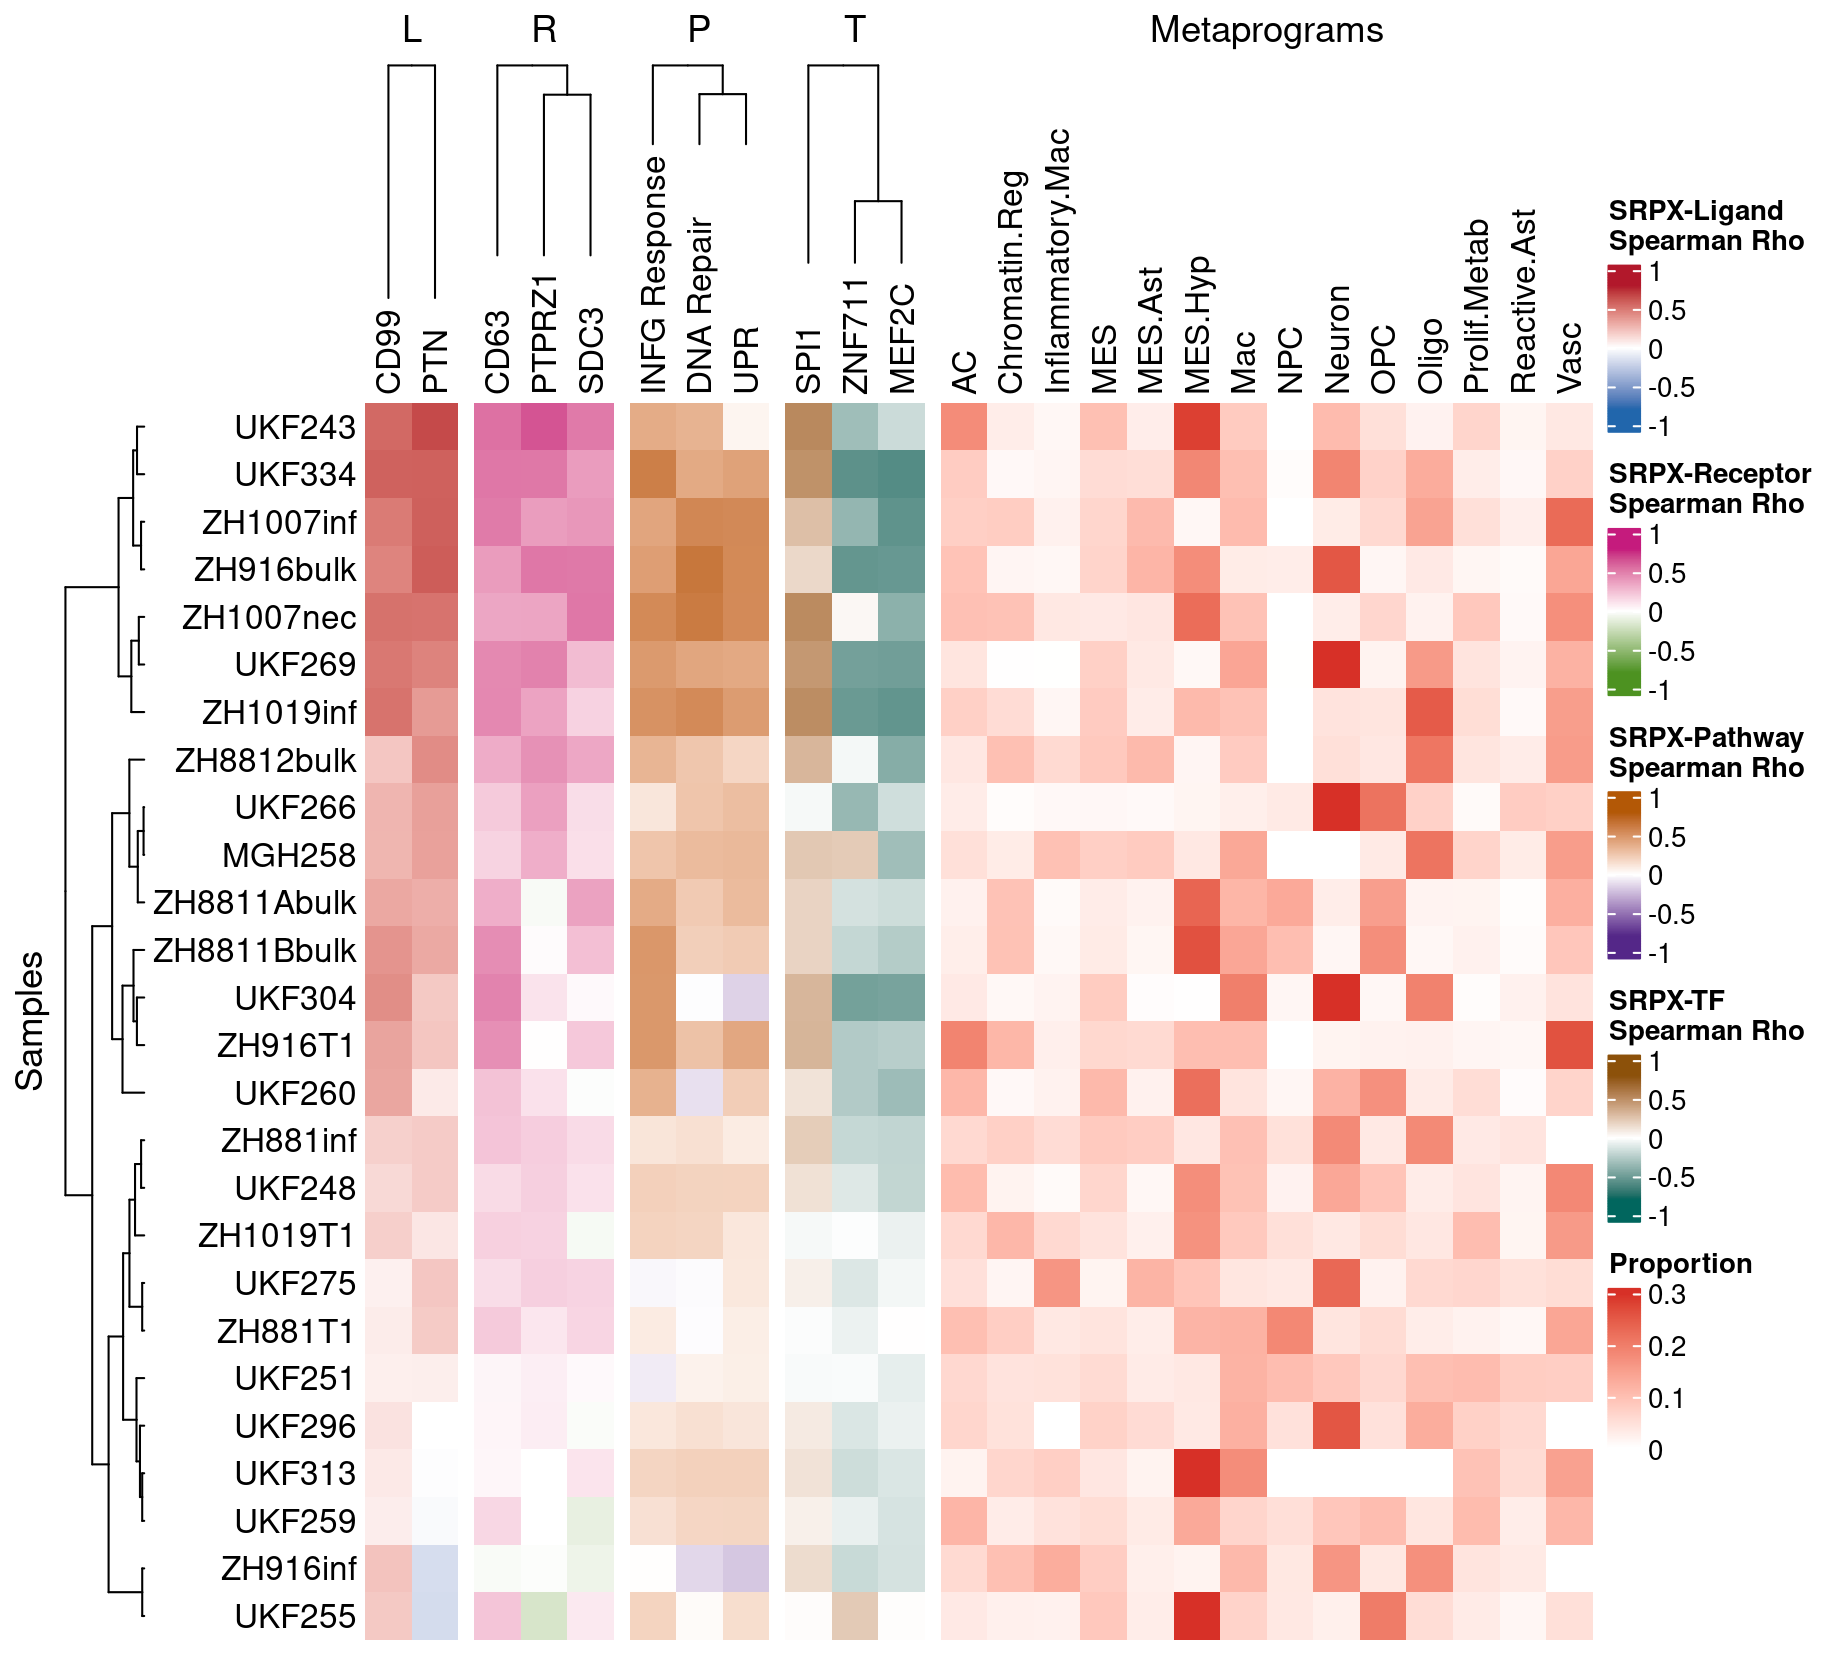 L R P T Metaprograms
CD99 PTN CD63 PTPRZ1 SDC3 INFG Response DNA Repair UPR SPI1 ZNF711 MEF2C AC Chromatin.Reg Inflammatory.Mac MES MES.Ast MES.Hyp Mac NPC Neuron OPC Oligo Prolif.Metab Reactive.Ast Vasc
Samples
UKF243
UKF334
ZH1007inf
ZH916bulk
ZH1007nec
UKF269
ZH1019inf
ZH8812bulk
UKF266
MGH258
ZH8811Abulk
ZH8811Bbulk
UKF304
ZH916T1
UKF260
ZH881inf
UKF248
ZH1019T1
UKF275
ZH881T1
UKF251
UKF296
UKF313
UKF259
ZH916inf
UKF255
SRPX-Ligand
Spearman Rho
1
0.5
0
-0.5
-1
SRPX-Receptor
Spearman Rho
1
0.5
0
-0.5
-1
SRPX-Pathway
Spearman Rho
1
0.5
0
-0.5
-1
SRPX-TF
Spearman Rho
1
0.5
0
-0.5
-1
Proportion
0.3
0.2
0.1
0